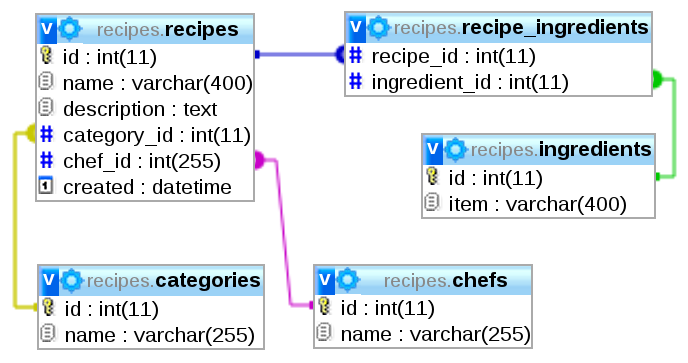 v recipes.recipes
id : int(11)
name : varchar(400)
description : text
# category_id : int(11)
# chef_id : int(255)
1 created : datetime
v recipes.recipe_ingredients
# recipe_id : int(11)
# ingredient_id : int(11)
v recipes.ingredients
id : int(11)
item : varchar(400)
v recipes.categories
id : int(11)
name : varchar(255)
v recipes.chefs
id : int(11)
name : varchar(255)